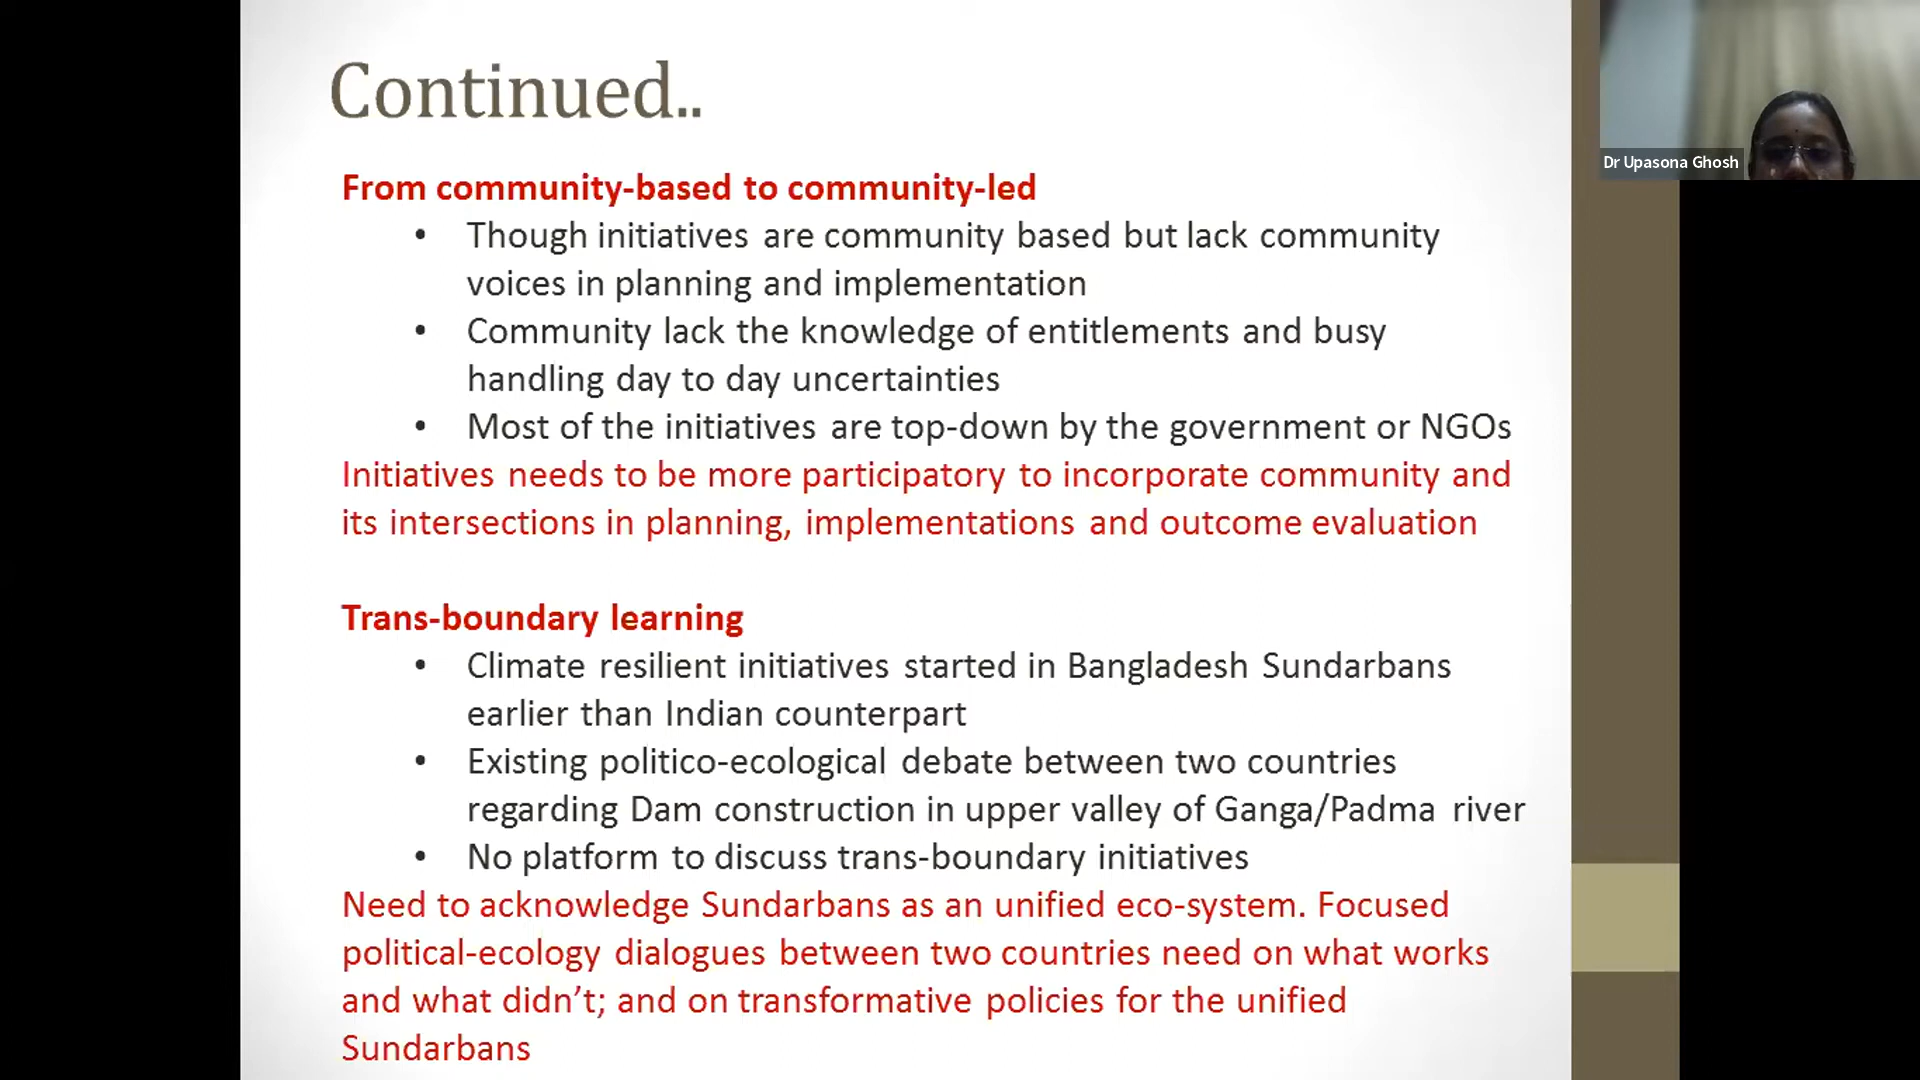 Continued..
From community-based to community-led
• Though initiatives are community based but lack community
voices in planning and implementation
• Community lack the knowledge of entitlements and busy
handling day to day uncertainties
• Most of the initiatives are top-down by the government or NGOs
Initiatives needs to be more participatory to incorporate community and
its intersections in planning, implementations and outcome evaluation
Trans-boundary learning
• Climate resilient initiatives started in Bangladesh Sundarbans
earlier than Indian counterpart
• Existing politico-ecological debate between two countries
regarding Dam construction in upper valley of Ganga/Padma river
• No platform to discuss trans-boundary initiatives
Need to acknowledge Sundarbans as an unified eco-system. Focused
political-ecology dialogues between two countries need on what works
and what didn’t; and on transformative policies for the unified
Sundarbans
Dr Upasona Ghosh